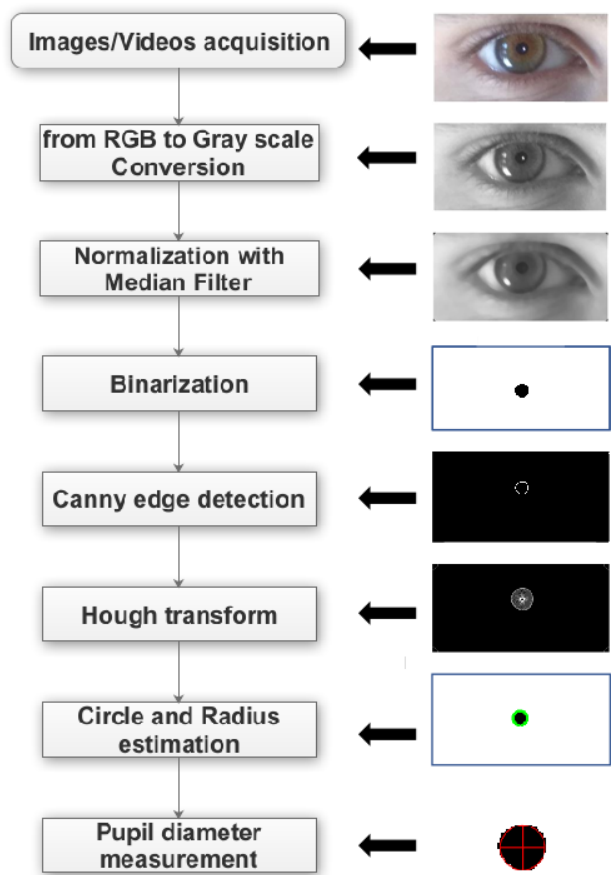 Images/Videos acquisition
from RGB to Gray scale
Conversion
Normalization with
Median Filter
Binarization
Canny edge detection
Hough transform
Circle and Radius
estimation
Pupil diameter
measurement